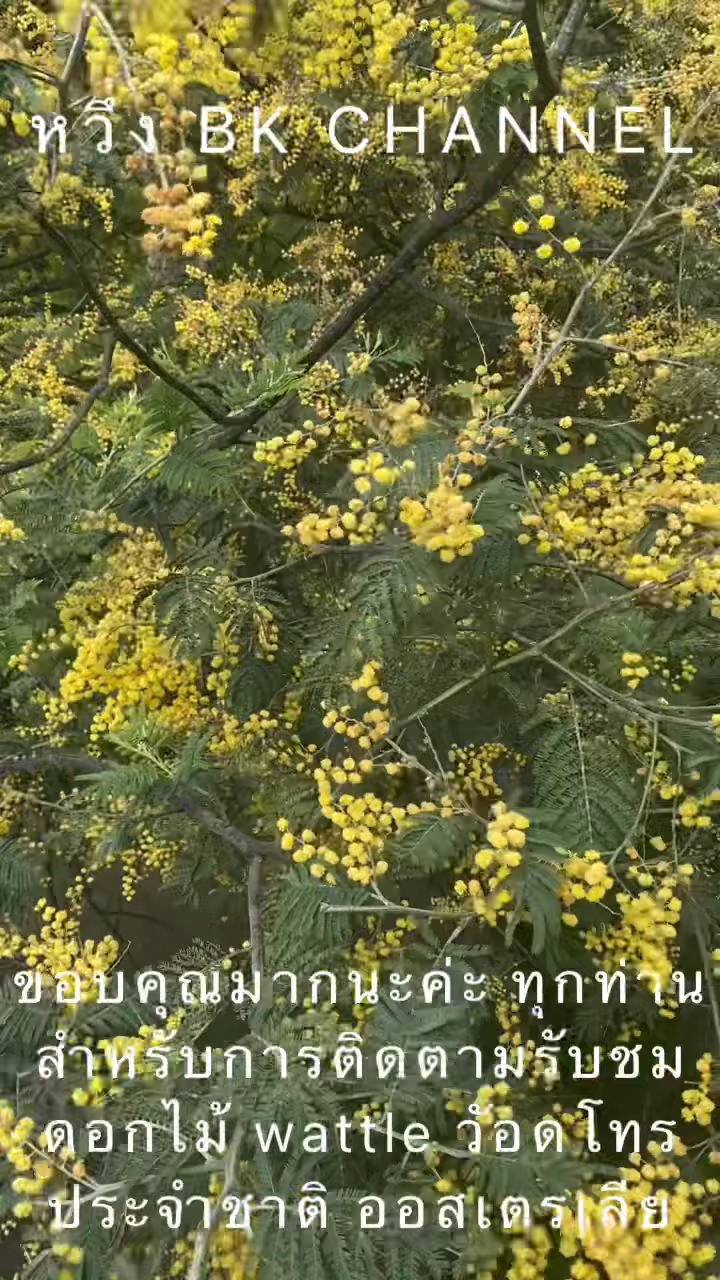 หวึง BK CHANNEL
ขอบคุณมากนะค่ะ ทุกท่าน
สำหรับการติดตามรับชม
ดอกไม้ wattle ว้อดโทร
ประจำชาติ ออสเตรเลีย